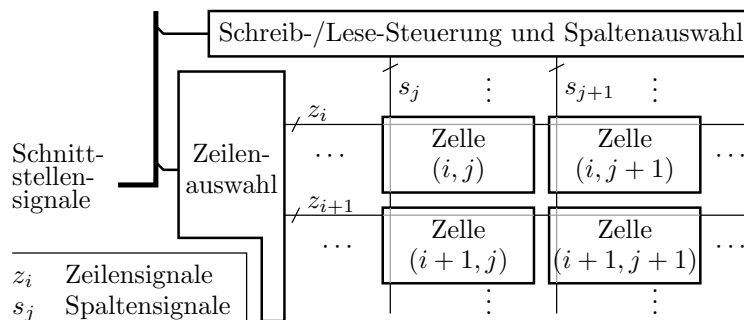 Schreib-/Lese-Steuerung und Spaltenauswahl
s_j ⋮ s_{j+1} ⋮
z_i
Schnitt-
stellen-
signale
Zeilen-
auswahl
... Zelle
(i, j)
Zelle
(i, j + 1)
...
z_{i+1}
... Zelle
(i + 1, j)
Zelle
(i + 1, j + 1)
...
⋮ ⋮
z_i Zeilensignale
s_j Spaltensignale